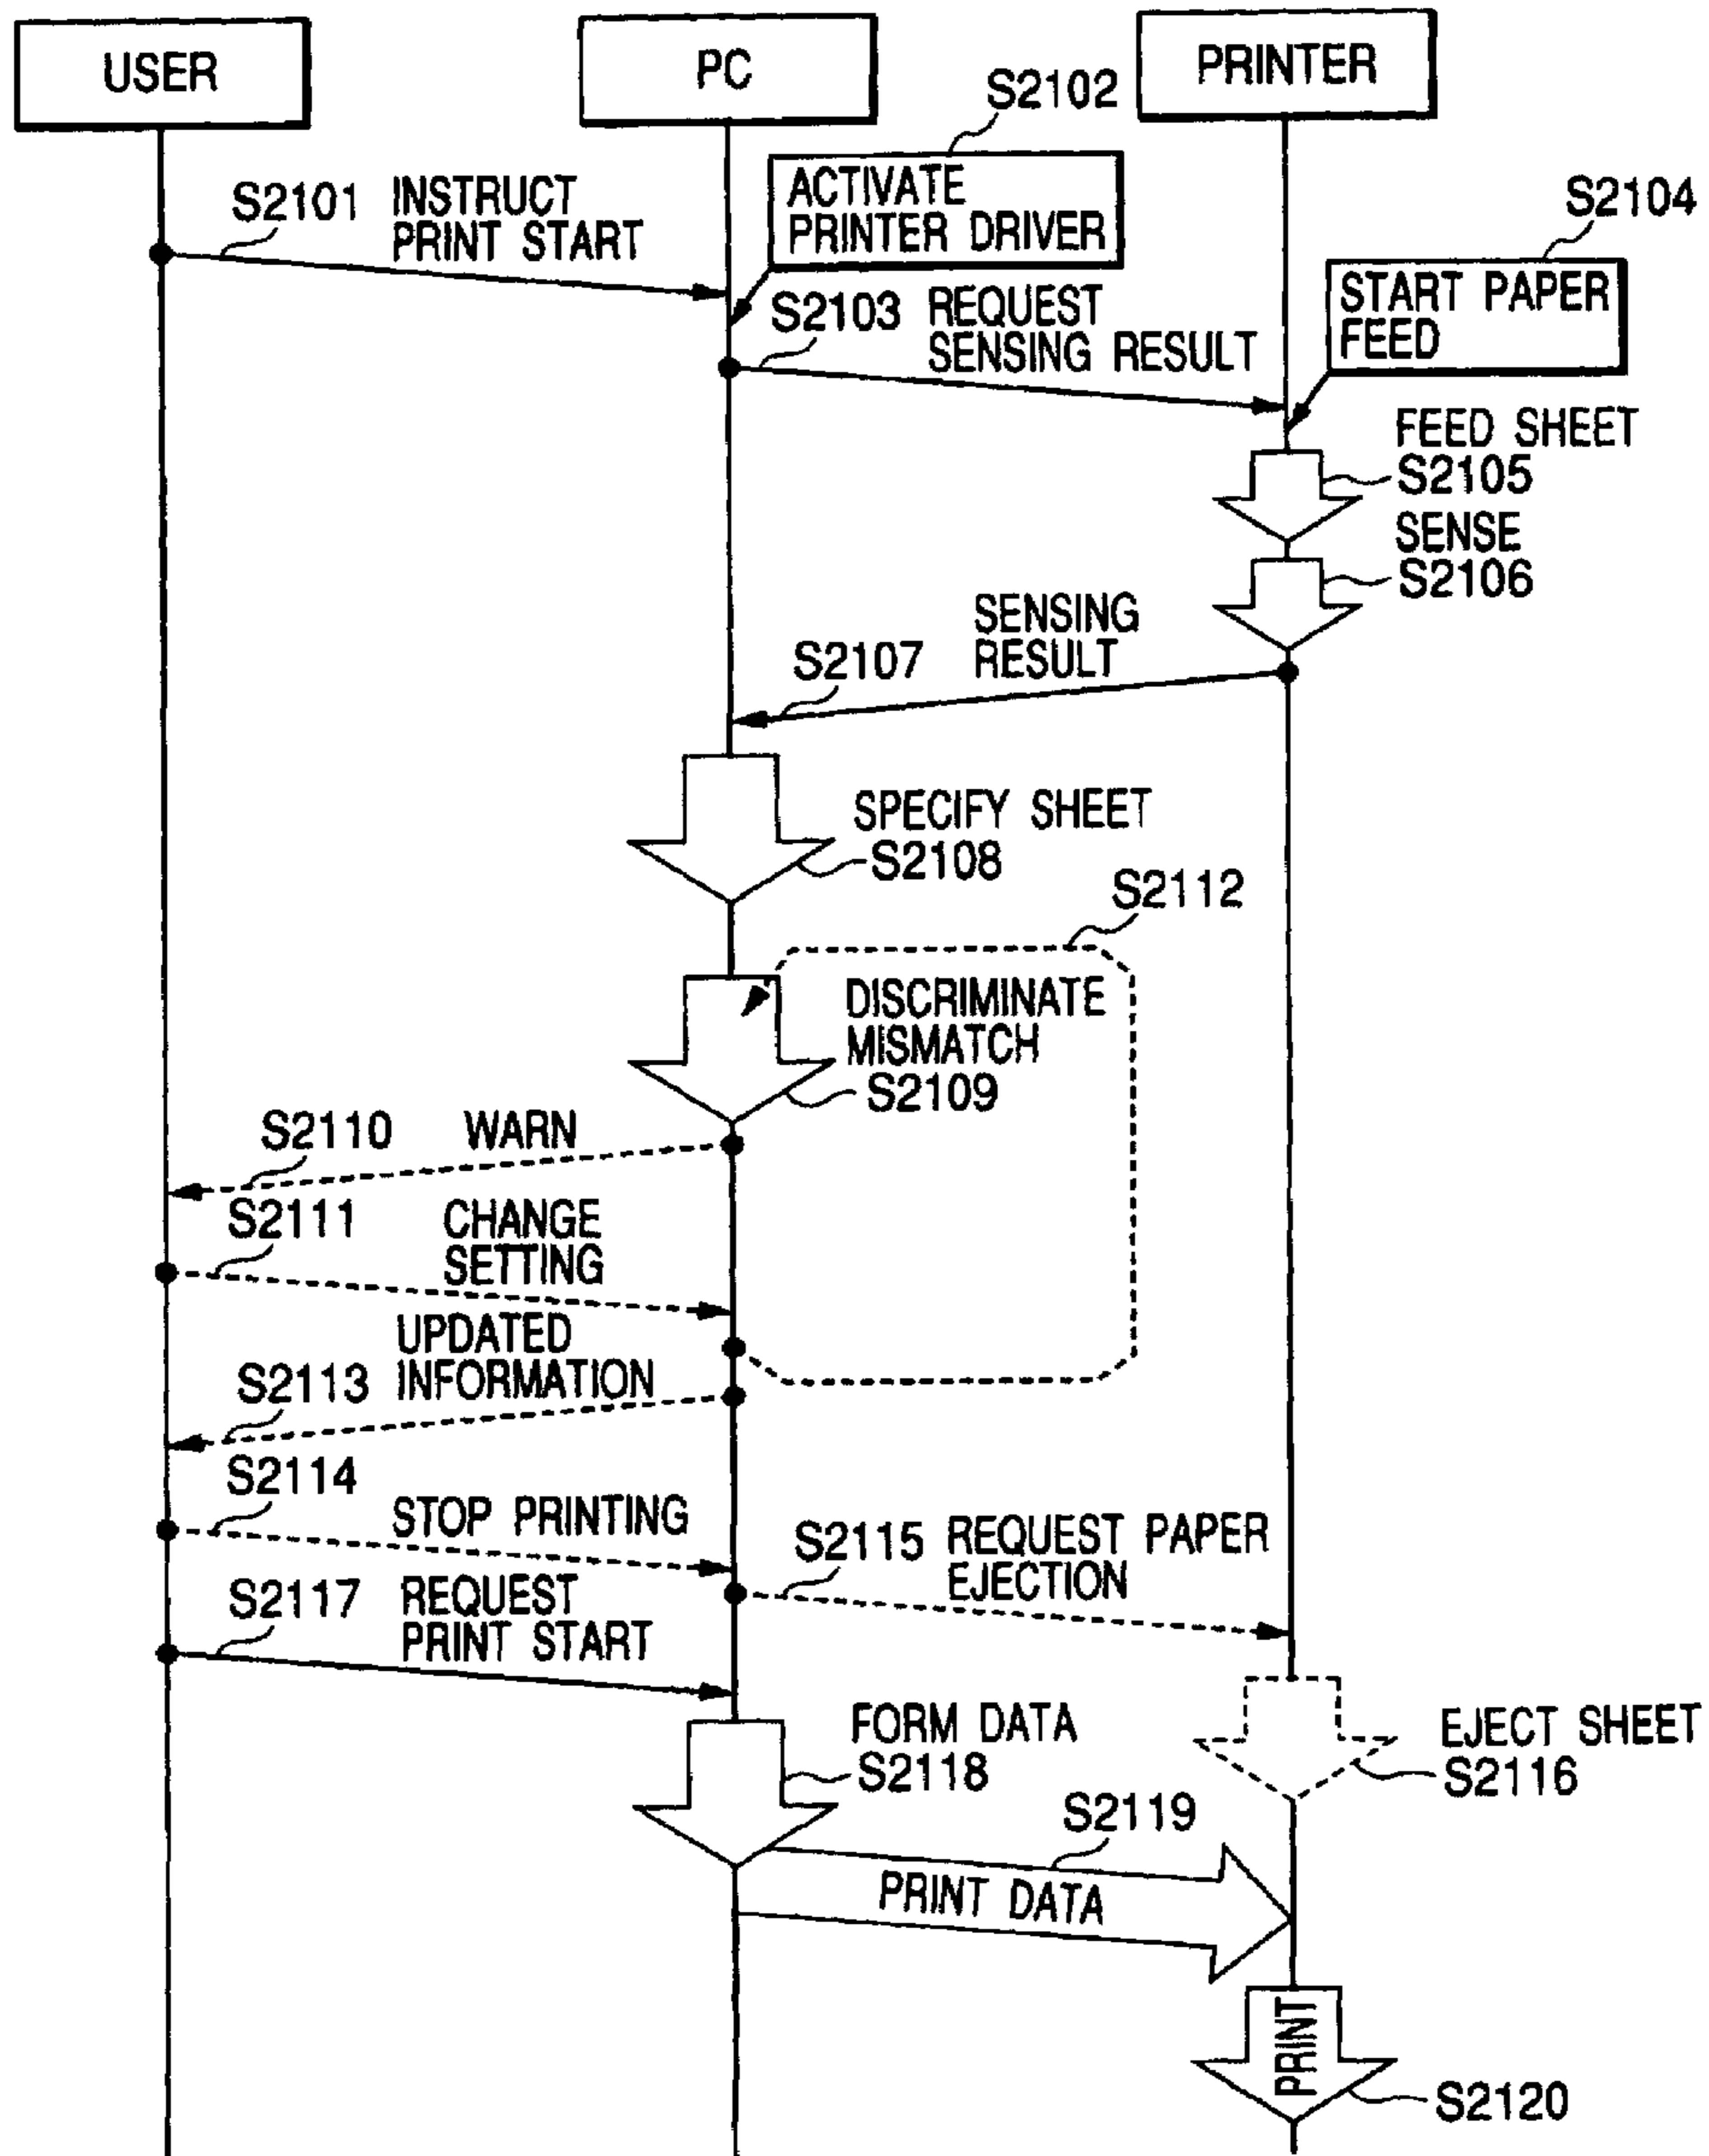 USER
PC
PRINTER
S2102
ACTIVATE
PRINTER DRIVER
S2101
INSTRUCT
PRINT START
S2104
START PAPER
FEED
S2103
REQUEST
SENSING RESULT
FEED SHEET
S2105
SENSE
S2106
SENSING
RESULT
S2107
SPECIFY SHEET
S2108
S2112
DISCRIMINATE
MISMATCH
S2109
S2110
WARN
S2111
CHANGE
SETTING
UPDATED
S2113 INFORMATION
S2114
STOP PRINTING
S2115 REQUEST PAPER
EJECTION
S2117 REQUEST
PRINT START
FORM DATA
S2118
EJECT SHEET
S2116
S2119
PRINT DATA
PRINT
S2120